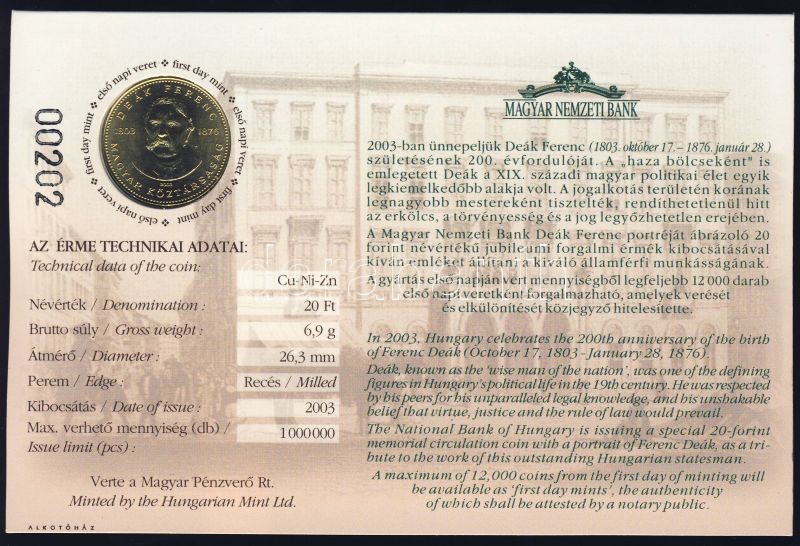 első napi veret • first day mint • első napi veret • first day mint • első napi veret • first day mint •
00202
DEÁK FERENC
1803
1876
2003
MAGYAR KÖZTÁRSASÁG
MAGYAR NEMZETI BANK
AZ ÉRME TECHNIKAI ADATAI:
Technical data of the coin:
Cu-Ni-Zn
Névérték / Denomination :
20 Ft
Brutto súly / Gross weight :
6,9 g
Átmérő / Diameter :
26,3 mm
Perem / Edge :
Recés / Milled
Kibocsátás / Date of issue :
2003
Max. verhető mennyiség (db) /
Issue limit (pcs) :
1 000 000
Verte a Magyar Pénzverő Rt.
Minted by the Hungarian Mint Ltd.
ALKOTÓHÁZ
2003-ban ünnepeljük Deák Ferenc (1803. október 17. – 1876. január 28.)
születésének 200. évfordulóját. A „haza bölcseként" is
emlegetett Deák a XIX. századi magyar politikai élet egyik
legkiemelkedőbb alakja volt. A jogalkotás területén korának
legnagyobb mestereként tisztelték, rendíthetetlenül hitt
az erkölcs, a törvényesség és a jog legyőzhetetlen erejében.
A Magyar Nemzeti Bank Deák Ferenc portréját ábrázoló 20
forint névértékű jubileumi forgalmi érmék kibocsátásával
kíván emléket állítani a kiváló államférfi munkásságának.
A gyártás első napján vert mennyiségből legfeljebb 12 000 darab
első napi veretként forgalmazható, amelyek verését
és elkülönítését közjegyző hitelesítette.
In 2003, Hungary celebrates the 200th anniversary of the birth
of Ferenc Deák (October 17, 1803 - January 28, 1876).
Deák, known as the 'wise man of the nation', was one of the defining
figures in Hungary's political life in the 19th century. He was respected
by his peers for his unparalleled legal knowledge, and his unshakable
belief that virtue, justice and the rule of law would prevail.
The National Bank of Hungary is issuing a special 20-forint
memorial circulation coin with a portrait of Ferenc Deák, as a tri-
bute to the work of this outstanding Hungarian statesman.
A maximum of 12,000 coins from the first day of minting will
be available as 'first day mints', the authenticity
of which shall be attested by a notary public.